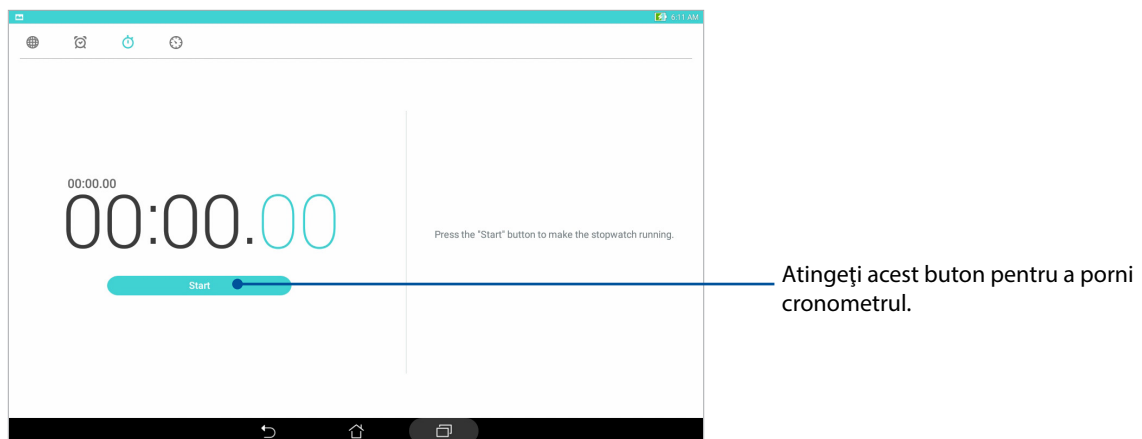 6:11 AM
00:00.00
00:00.00
Start
Press the "Start" button to make the stopwatch running.
Atingeţi acest buton pentru a porni
cronometrul.